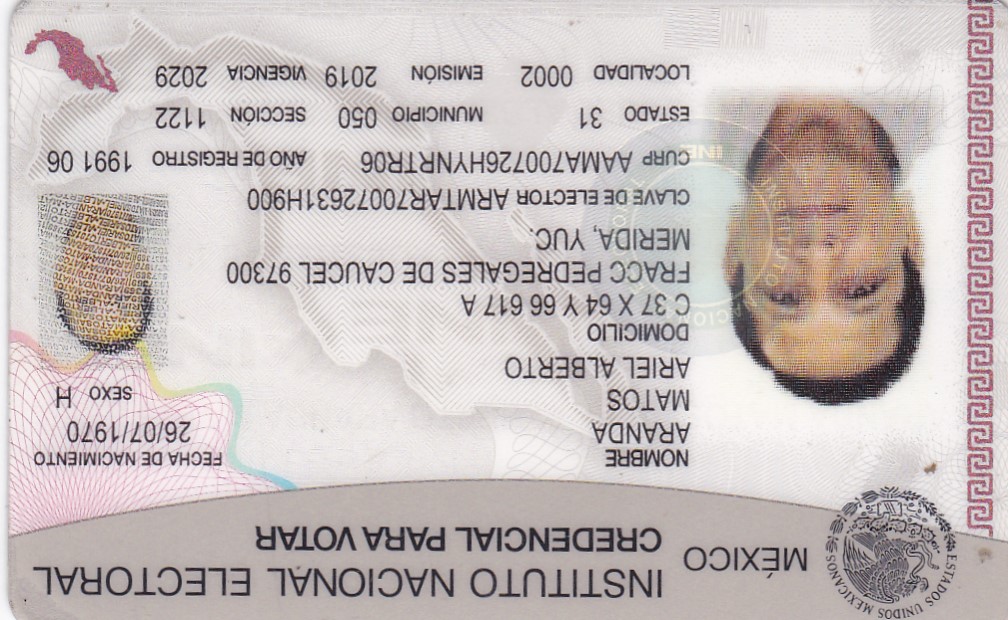 MÉXICO
INSTITUTO NACIONAL ELECTORAL
CREDENCIAL PARA VOTAR
ESTADOS UNIDOS MEXICANOS
NOMBRE
ARANDA
MATOS
ARIEL ALBERTO
DOMICILIO
C 37 X 64 Y 66 617 A
FRACC PEDREGALES DE CAUCEL 97300
MERIDA, YUC.
FECHA DE NACIMIENTO
26/07/1970
SEXO H
CLAVE DE ELECTOR ARMTAR70072631H900
CURP AAMA700726HYNRTR06
AÑO DE REGISTRO 1991 06
ESTADO 31
MUNICIPIO 050
SECCIÓN 1122
LOCALIDAD 0002
EMISIÓN 2019
VIGENCIA 2029
INE